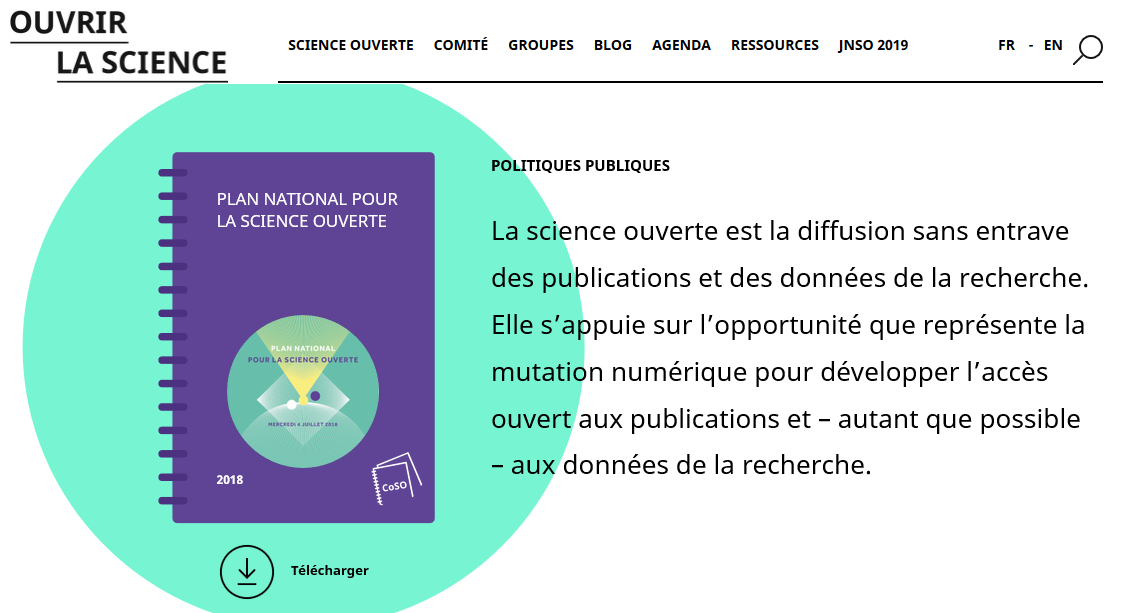 OUVRIR
LA SCIENCE
SCIENCE OUVERTE COMITÉ GROUPES BLOG AGENDA RESSOURCES JNSO 2019 FR - EN
PLAN NATIONAL POUR
LA SCIENCE OUVERTE
PLAN NATIONAL
POUR LA SCIENCE OUVERTE
MERCREDI 4 JUILLET 2018
2018
CoSO
Télécharger
POLITIQUES PUBLIQUES
La science ouverte est la diffusion sans entrave
des publications et des données de la recherche.
Elle s’appuie sur l’opportunité que représente la
mutation numérique pour développer l’accès
ouvert aux publications et – autant que possible
– aux données de la recherche.